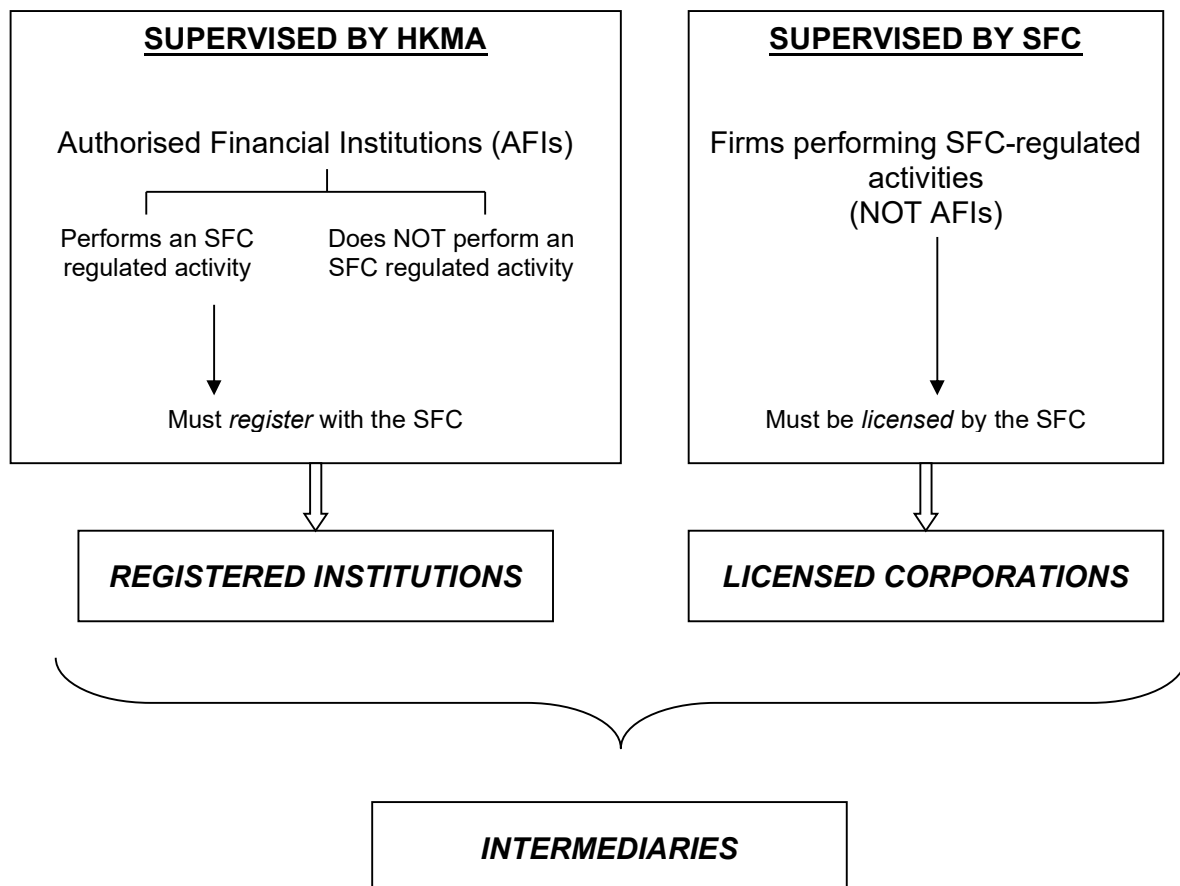 SUPERVISED BY HKMA
Authorised Financial Institutions (AFIs)
Performs an SFC
regulated activity
Does NOT perform an
SFC regulated activity
Must register with the SFC
REGISTERED INSTITUTIONS
SUPERVISED BY SFC
Firms performing SFC-regulated
activities
(NOT AFIs)
Must be licensed by the SFC
LICENSED CORPORATIONS
INTERMEDIARIES